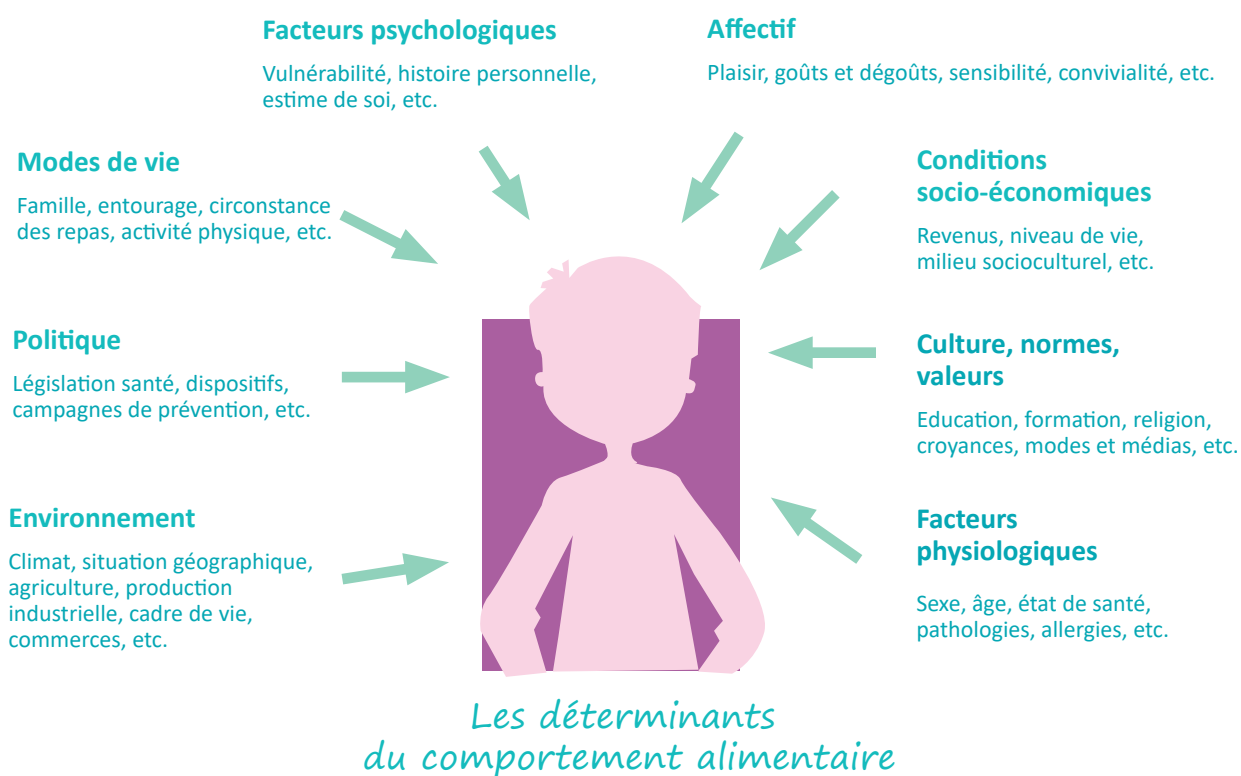 Facteurs psychologiques
Vulnérabilité, histoire personnelle,
estime de soi, etc.
Affectif
Plaisir, goûts et dégoûts, sensibilité, convivialité, etc.
Modes de vie
Famille, entourage, circonstance
des repas, activité physique, etc.
Conditions
socio-économiques
Revenus, niveau de vie,
milieu socioculturel, etc.
Politique
Législation santé, dispositifs,
campagnes de prévention, etc.
Culture, normes,
valeurs
Education, formation, religion,
croyances, modes et médias, etc.
Environnement
Climat, situation géographique,
agriculture, production
industrielle, cadre de vie,
commerces, etc.
Facteurs
physiologiques
Sexe, âge, état de santé,
pathologies, allergies, etc.
Les déterminants
du comportement alimentaire